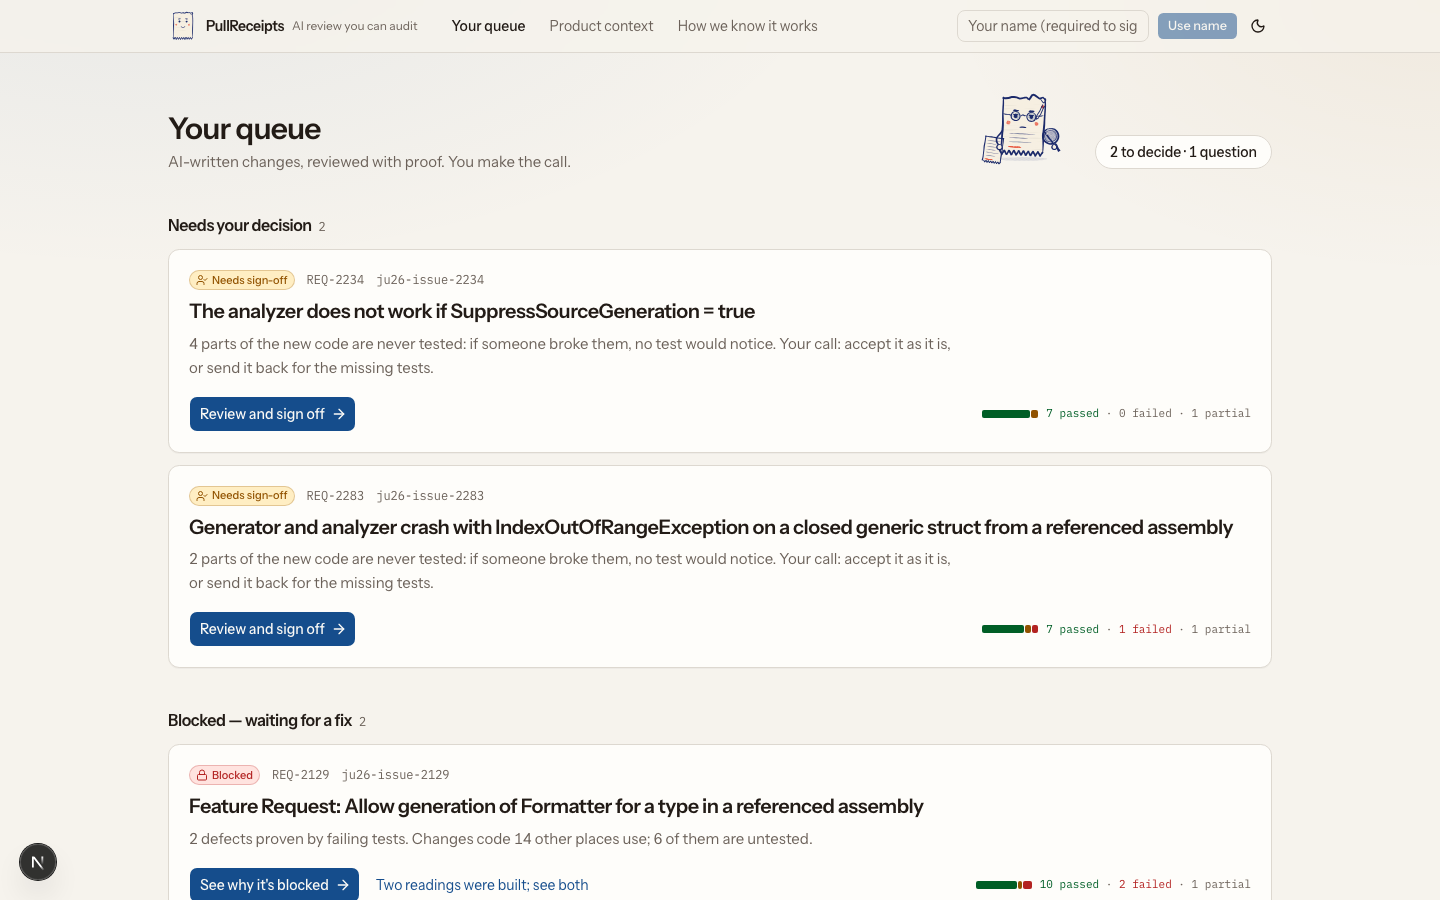 PullReceipts AI review you can audit Your queue Product context How we know it works Your name (required to sig Use name
Your queue
AI-written changes, reviewed with proof. You make the call.
2 to decide · 1 question
Needs your decision 2
Needs sign-off REQ-2234 ju26-issue-2234
The analyzer does not work if SuppressSourceGeneration = true
4 parts of the new code are never tested: if someone broke them, no test would notice. Your call: accept it as it is,
or send it back for the missing tests.
Review and sign off → 7 passed · 0 failed · 1 partial
Needs sign-off REQ-2283 ju26-issue-2283
Generator and analyzer crash with IndexOutOfRangeException on a closed generic struct from a referenced assembly
2 parts of the new code are never tested: if someone broke them, no test would notice. Your call: accept it as it is,
or send it back for the missing tests.
Review and sign off → 7 passed · 1 failed · 1 partial
Blocked — waiting for a fix 2
Blocked REQ-2129 ju26-issue-2129
Feature Request: Allow generation of Formatter for a type in a referenced assembly
2 defects proven by failing tests. Changes code 14 other places use; 6 of them are untested.
See why it's blocked → Two readings were built; see both 10 passed · 2 failed · 1 partial
N